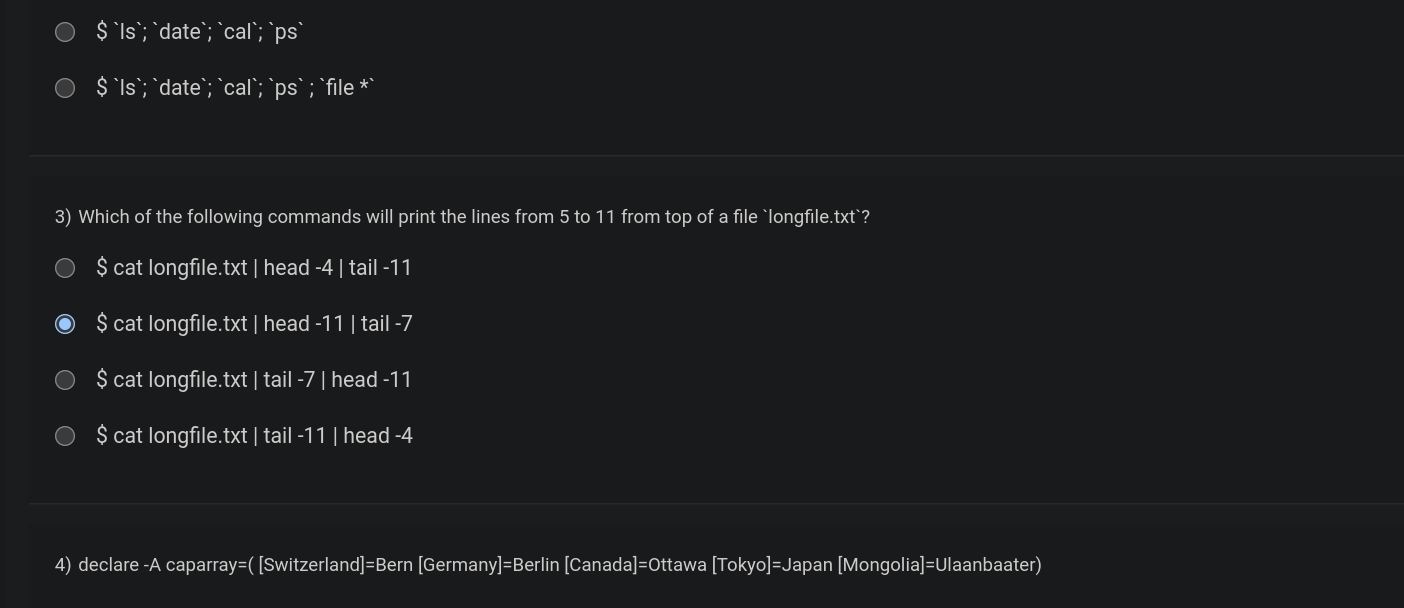 $ `ls`; `date`; `cal`; `ps`
$ `ls`; `date`; `cal`; `ps` ; `file *`
3) Which of the following commands will print the lines from 5 to 11 from top of a file `longfile.txt`?
$ cat longfile.txt | head -4 | tail -11
$ cat longfile.txt | head -11 | tail -7
$ cat longfile.txt | tail -7 | head -11
$ cat longfile.txt | tail -11 | head -4
4) declare -A caparray=( [Switzerland]=Bern [Germany]=Berlin [Canada]=Ottawa [Tokyo]=Japan [Mongolia]=Ulaanbaater)